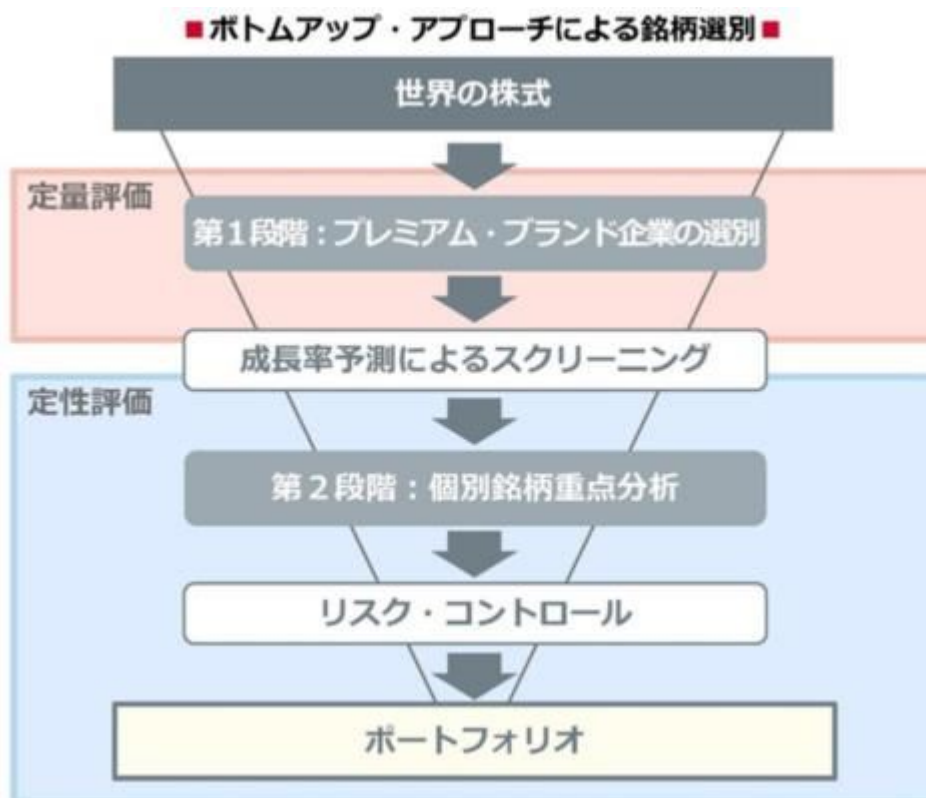 ■ボトムアップ・アプローチによる銘柄選別■
世界の株式
定量評価
第1段階:プレミアム・ブランド企業の選別
成長率予測によるスクリーニング
定性評価
第2段階:個別銘柄重点分析
リスク・コントロール
ポートフォリオ